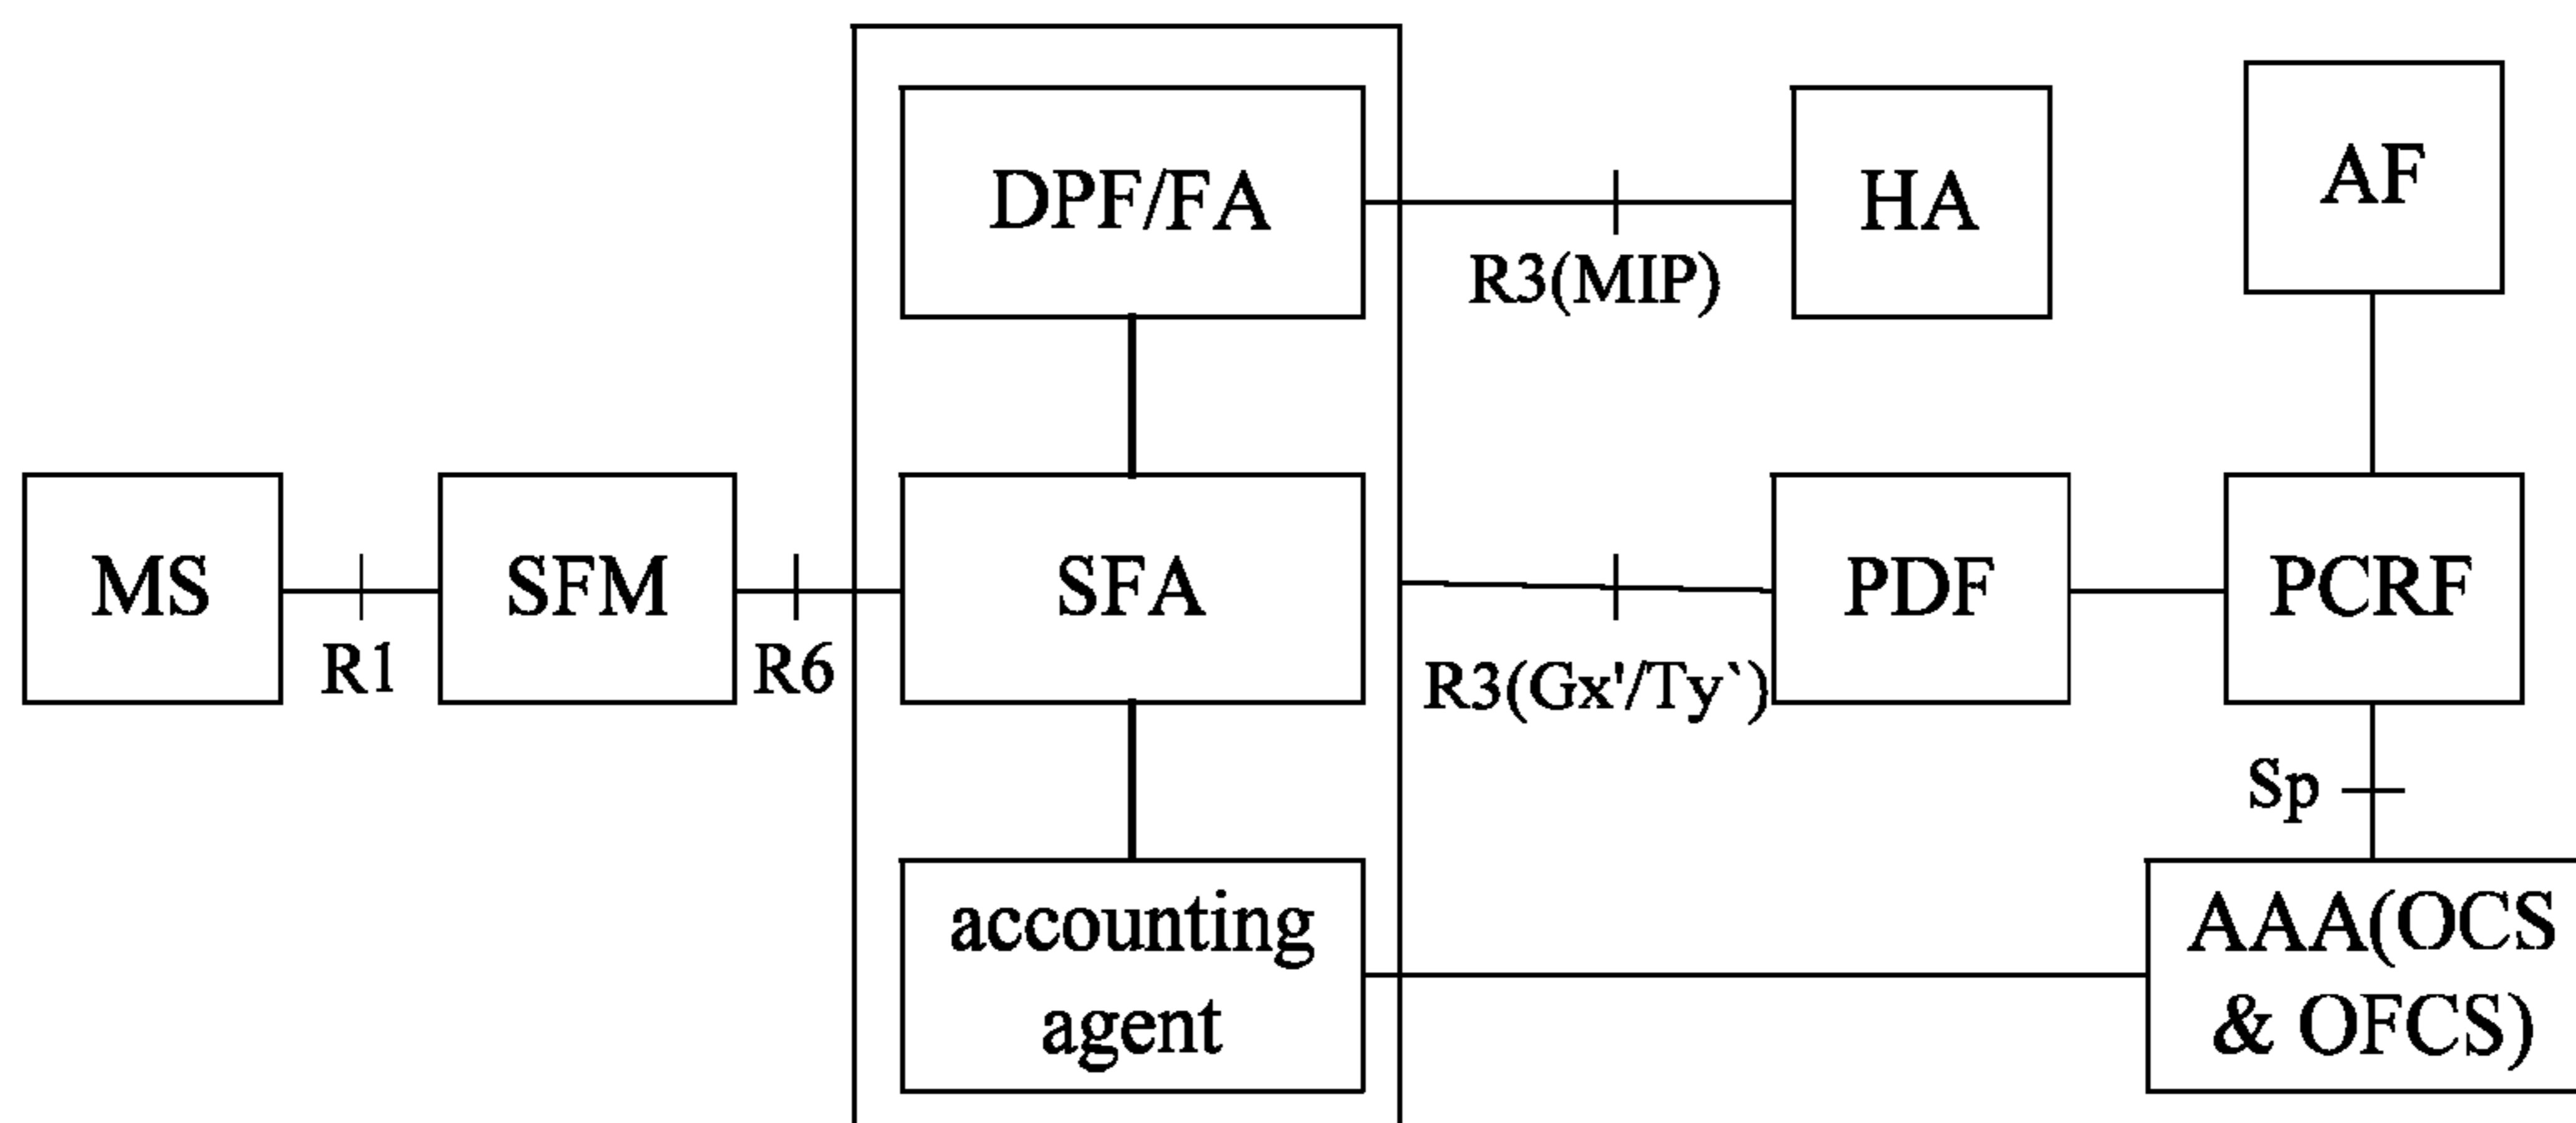 DPF/FA
HA
AF
R3(MIP)
MS
SFM
SFA
PDF
PCRF
R1
R6
R3(Gx'/Ty`)
Sp
accounting
agent
AAA(OCS
& OFCS)